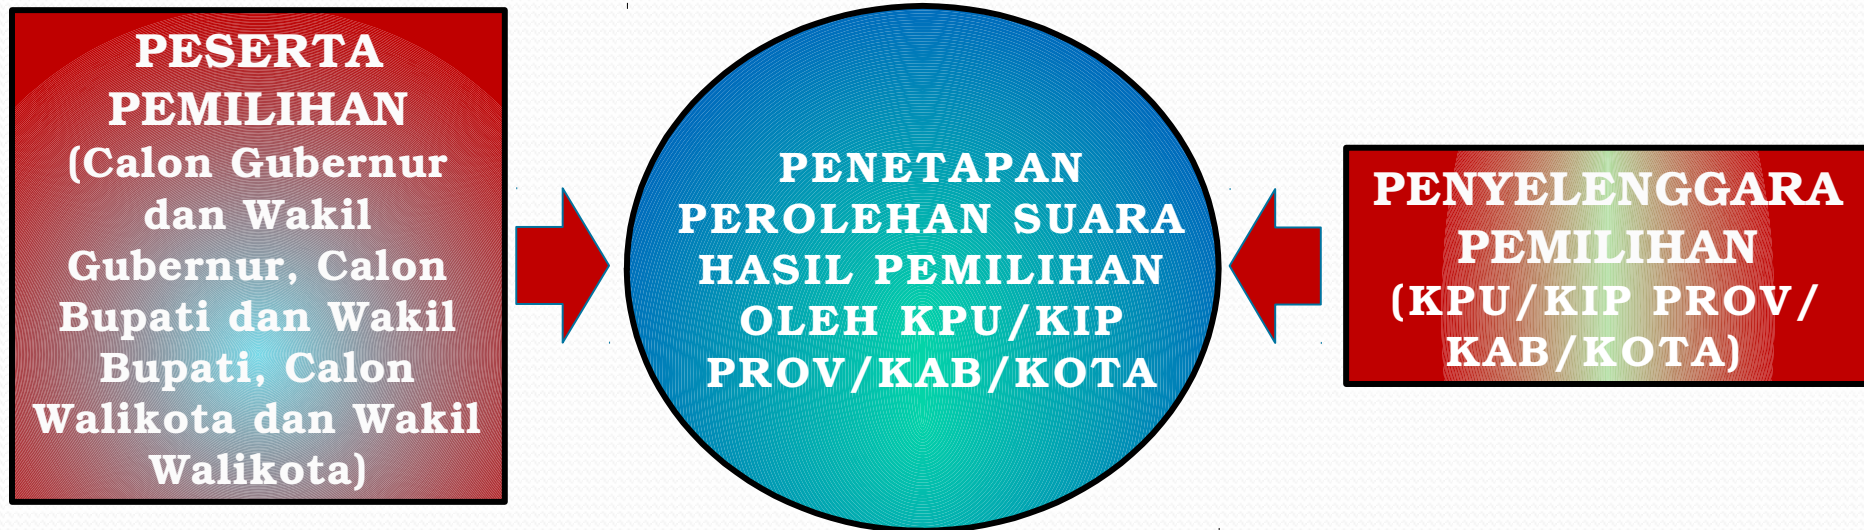 PESERTA
PEMILIHAN
(Calon Gubernur
dan Wakil
Gubernur, Calon
Bupati dan Wakil
Bupati, Calon
Walikota dan Wakil
Walikota)
PENETAPAN
PEROLEHAN SUARA
HASIL PEMILIHAN
OLEH KPU/KIP
PROV/KAB/KOTA
PENYELENGGARA
PEMILIHAN
(KPU/KIP PROV/
KAB/KOTA)